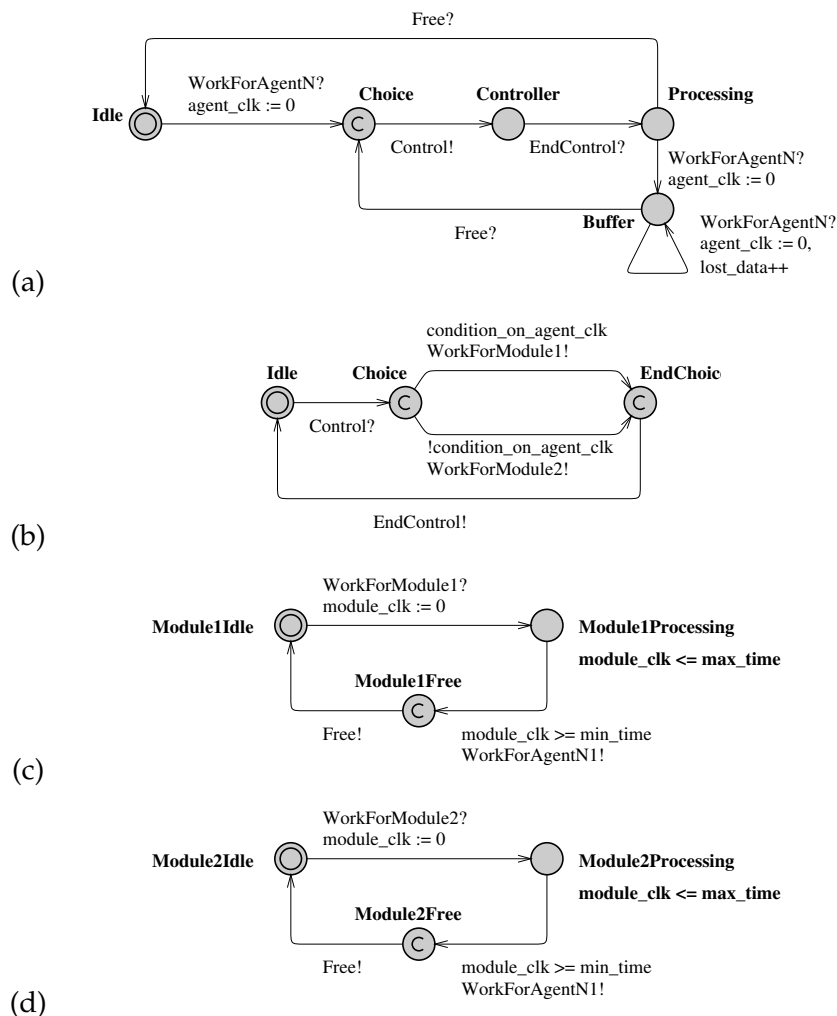 Free?
WorkForAgentN?
agent_clk := 0
Idle
Choice
Controller
Processing
Control!
EndControl?
WorkForAgentN?
agent_clk := 0
Buffer
Free?
WorkForAgentN?
agent_clk := 0,
lost_data++
(a)
condition_on_agent_clk
WorkForModule1!
Idle
Choice
EndChoice
C
C
C
Control?
!condition_on_agent_clk
WorkForModule2!
EndControl!
(b)
WorkForModule1?
module_clk := 0
Module1Idle
Module1Processing
module_clk <= max_time
Module1Free
C
Free!
module_clk >= min_time
WorkForAgentN1!
(c)
WorkForModule2?
module_clk := 0
Module2Idle
Module2Processing
module_clk <= max_time
Module2Free
C
Free!
module_clk >= min_time
WorkForAgentN1!
(d)